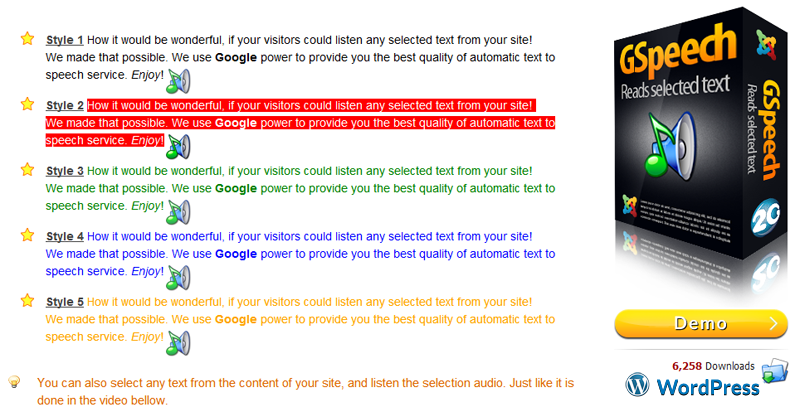 Style 1 How it would be wonderful, if your visitors could listen any selected text from your site!
We made that possible. We use Google power to provide you the best quality of automatic text to
speech service. Enjoy!
Style 2 How it would be wonderful, if your visitors could listen any selected text from your site!
We made that possible. We use Google power to provide you the best quality of automatic text to
speech service. Enjoy!
Style 3 How it would be wonderful, if your visitors could listen any selected text from your site!
We made that possible. We use Google power to provide you the best quality of automatic text to
speech service. Enjoy!
Style 4 How it would be wonderful, if your visitors could listen any selected text from your site!
We made that possible. We use Google power to provide you the best quality of automatic text to
speech service. Enjoy!
Style 5 How it would be wonderful, if your visitors could listen any selected text from your site!
We made that possible. We use Google power to provide you the best quality of automatic text to
speech service. Enjoy!
You can also select any text from the content of your site, and listen the selection audio. Just like it is
done in the video bellow.
GSpeech
Reads selected text
GSpeech
Reads selected text
2G
Demo
6,258 Downloads
WordPress